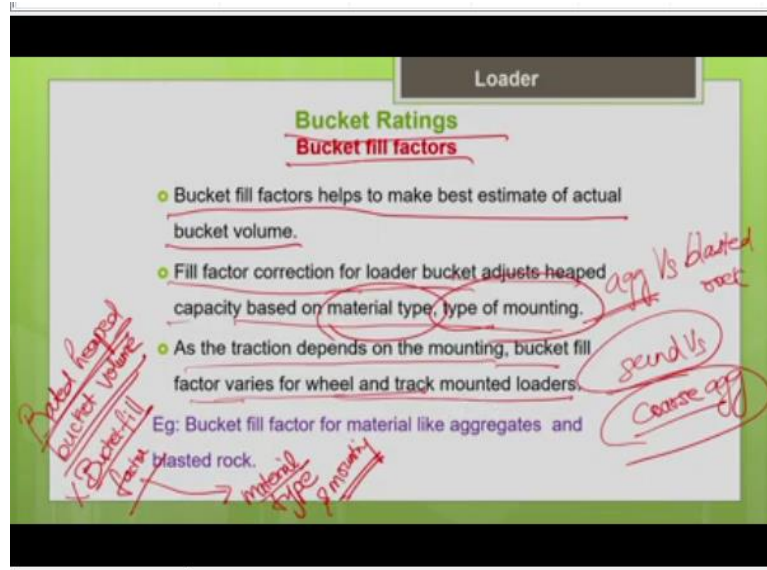 Loader
Bucket Ratings
Bucket fill factors
Bucket fill factors helps to make best estimate of actual
bucket volume.
Fill factor correction for loader bucket adjusts heaped
capacity based on material type, type of mounting.
As the traction depends on the mounting, bucket fill
factor varies for wheel and track mounted loaders.
Eg: Bucket fill factor for material like aggregates and
blasted rock.
agg Vs blasted
rock
sand Vs
coarse agg
Rated heaped
bucket volume
x Bucket fill
factor
material
type
& mounting